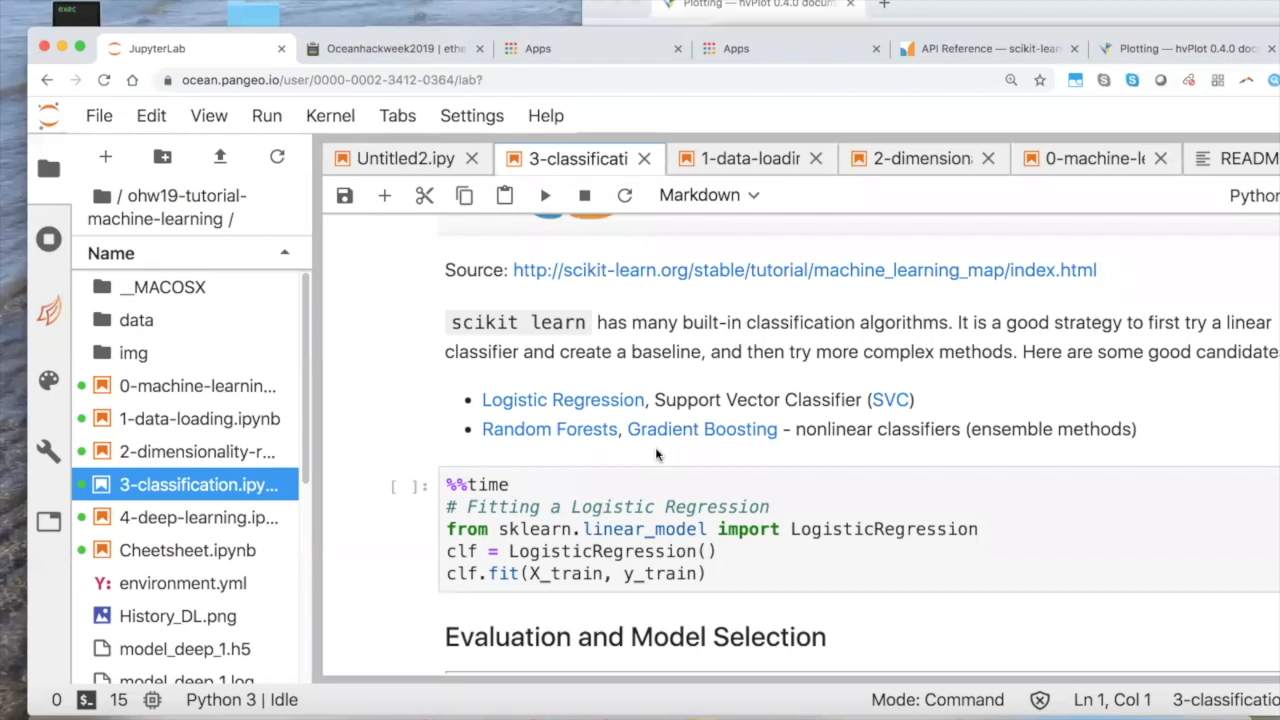 exec
Plotting — hvPlot 0.4.0 docum
JupyterLab
Oceanhackweek2019 | ethe
Apps
Apps
API Reference — scikit-lear
Plotting — hvPlot 0.4.0 doc
ocean.pangeo.io/user/0000-0002-3412-0364/lab?
File Edit View Run Kernel Tabs Settings Help
Untitled2.ipy
3-classificati
1-data-loadin
2-dimension
0-machine-le
READM
Markdown
Python
/ ohw19-tutorial-
machine-learning /
Name
__MACOSX
data
img
0-machine-learnin...
1-data-loading.ipynb
2-dimensionality-r...
3-classification.ipy...
4-deep-learning.ip...
Cheetsheet.ipynb
Y: environment.yml
History_DL.png
model_deep_1.h5
model_deep_1.log
Source: http://scikit-learn.org/stable/tutorial/machine_learning_map/index.html
scikit learn has many built-in classification algorithms. It is a good strategy to first try a linear
classifier and create a baseline, and then try more complex methods. Here are some good candidate
• Logistic Regression, Support Vector Classifier (SVC)
• Random Forests, Gradient Boosting - nonlinear classifiers (ensemble methods)
[ ]:
%%time
# Fitting a Logistic Regression
from sklearn.linear_model import LogisticRegression
clf = LogisticRegression()
clf.fit(X_train, y_train)
Evaluation and Model Selection
0 $_ 15 Python 3 | Idle
Mode: Command Ln 1, Col 1 3-classificatio